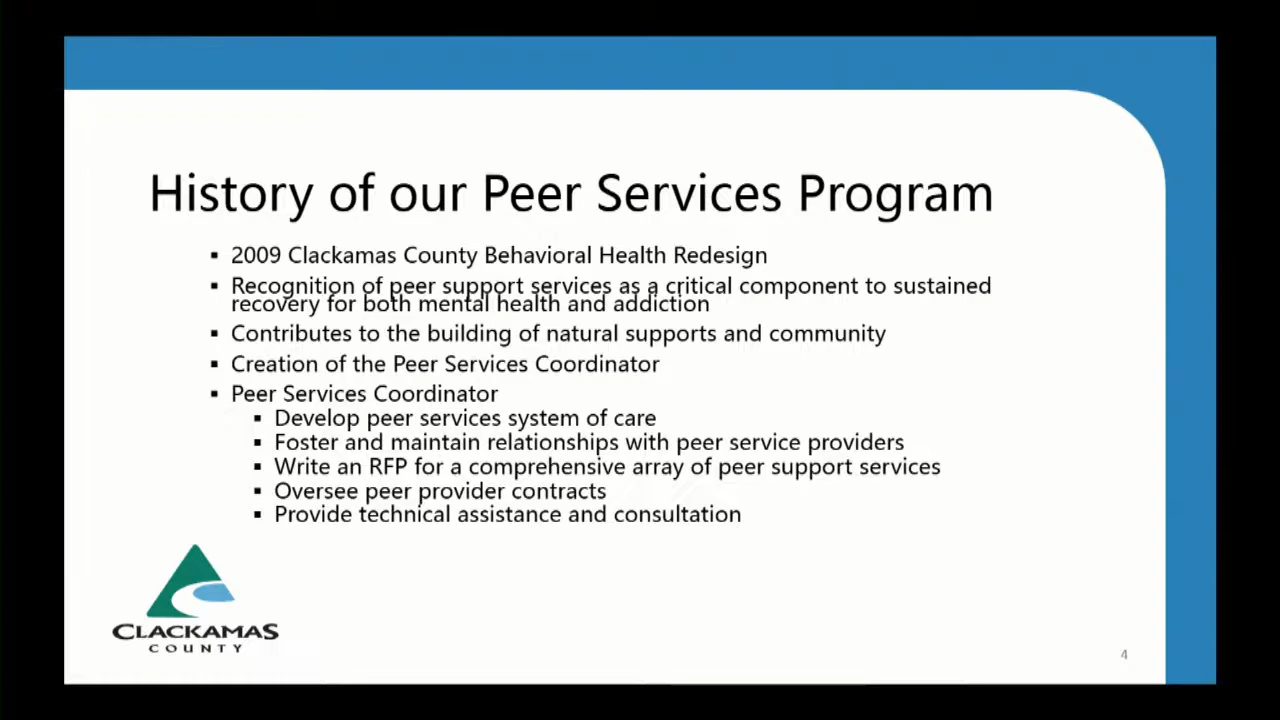 History of our Peer Services Program
▪ 2009 Clackamas County Behavioral Health Redesign
▪ Recognition of peer support services as a critical component to sustained
recovery for both mental health and addiction
▪ Contributes to the building of natural supports and community
▪ Creation of the Peer Services Coordinator
▪ Peer Services Coordinator
▪ Develop peer services system of care
▪ Foster and maintain relationships with peer service providers
▪ Write an RFP for a comprehensive array of peer support services
▪ Oversee peer provider contracts
▪ Provide technical assistance and consultation
CLACKAMAS
COUNTY
4